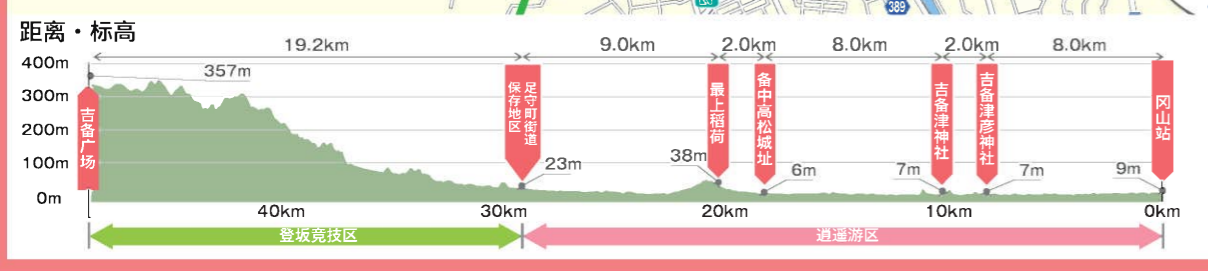 389
距离・标高
19.2km
9.0km
2.0km
8.0km
2.0km
8.0km
400m
300m
200m
100m
0m
357m
吉备广场
足守町街道
保存地区
23m
最上稻荷
38m
备中高松城址
6m
吉备津神社
7m
吉备津彦神社
7m
冈山站
9m
40km
30km
20km
10km
0km
登坂竞技区
逍遥游区